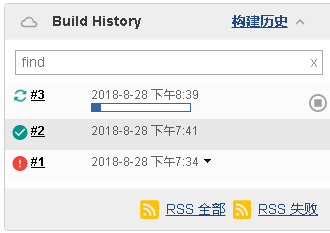 Build History 构建历史
find x
#3 2018-8-28 下午8:39
#2 2018-8-28 下午7:41
#1 2018-8-28 下午7:34
RSS 全部 RSS 失败